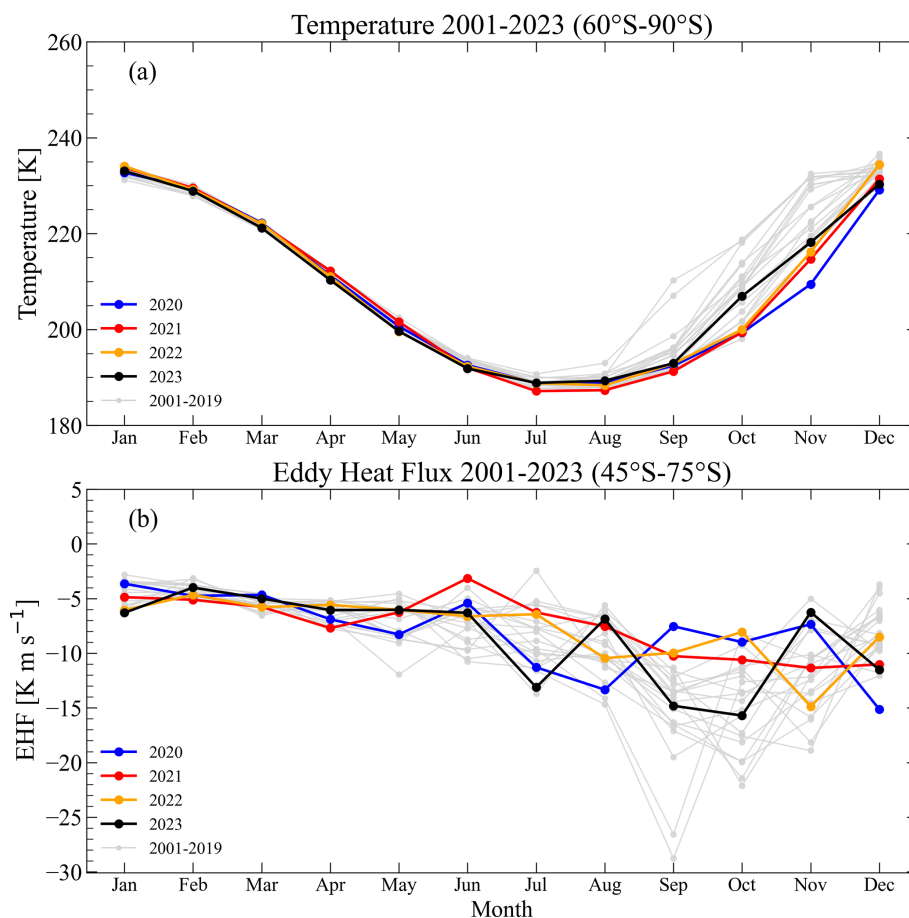 Temperature 2001-2023 (60°S-90°S)
(a)
Temperature [K]
260
240
220
200
180
2020
2021
2022
2023
2001-2019
Jan Feb Mar Apr May Jun Jul Aug Sep Oct Nov Dec
Eddy Heat Flux 2001-2023 (45°S-75°S)
(b)
EHF [K m s⁻¹]
5
0
−5
−10
−15
−20
−25
−30
2020
2021
2022
2023
2001-2019
Jan Feb Mar Apr May Jun Jul Aug Sep Oct Nov Dec
Month